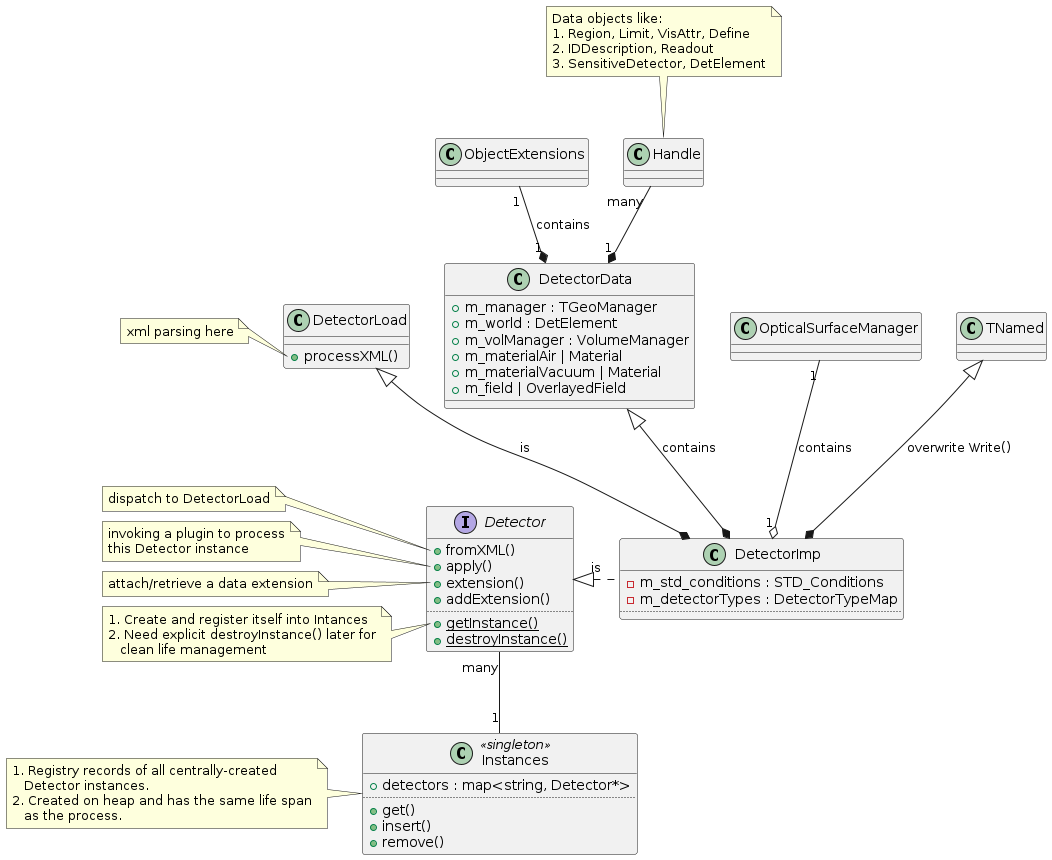 Data objects like:
1. Region, Limit, VisAttr, Define
2. IDDescription, Readout
3. SensitiveDetector, DetElement
C ObjectExtensions
C Handle
1
many
contains
1
1
C DetectorData
m_manager : TGeoManager
m_world : DetElement
m_volManager : VolumeManager
m_materialAir | Material
m_materialVacuum | Material
m_field | OverlayedField
xml parsing here
C DetectorLoad
processXML()
C OpticalSurfaceManager
C TNamed
1
is
contains
contains
overwrite Write()
1
dispatch to DetectorLoad
invoking a plugin to process
this Detector instance
attach/retrieve a data extension
1. Create and register itself into Intances
2. Need explicit destroyInstance() later for
clean life management
I Detector
fromXML()
apply()
extension()
addExtension()
getInstance()
destroyInstance()
is
C DetectorImp
m_std_conditions : STD_Conditions
m_detectorTypes : DetectorTypeMap
many
1
1. Registry records of all centrally-created
Detector instances.
2. Created on heap and has the same life span
as the process.
C «singleton»
Instances
detectors : map<string, Detector*>
get()
insert()
remove()